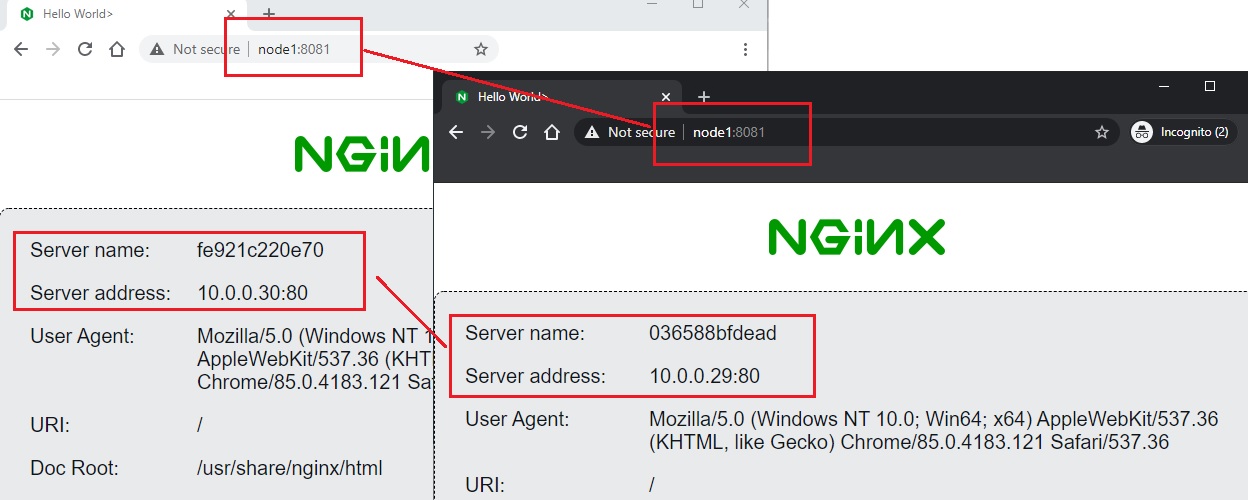 Hello World>
Not secure
node1:8081
NGiN
Server name: fe921c220e70
Server address: 10.0.0.30:80
User Agent: Mozilla/5.0 (Windows NT 1
AppleWebKit/537.36 (KHT
Chrome/85.0.4183.121 Sa
URI: /
Doc Root: /usr/share/nginx/html
Hello World>
Not secure
node1:8081
Incognito (2)
NGiNX
Server name: 036588bfdead
Server address: 10.0.0.29:80
User Agent: Mozilla/5.0 (Windows NT 10.0; Win64; x64) AppleWebKit/537.36
(KHTML, like Gecko) Chrome/85.0.4183.121 Safari/537.36
URI: /